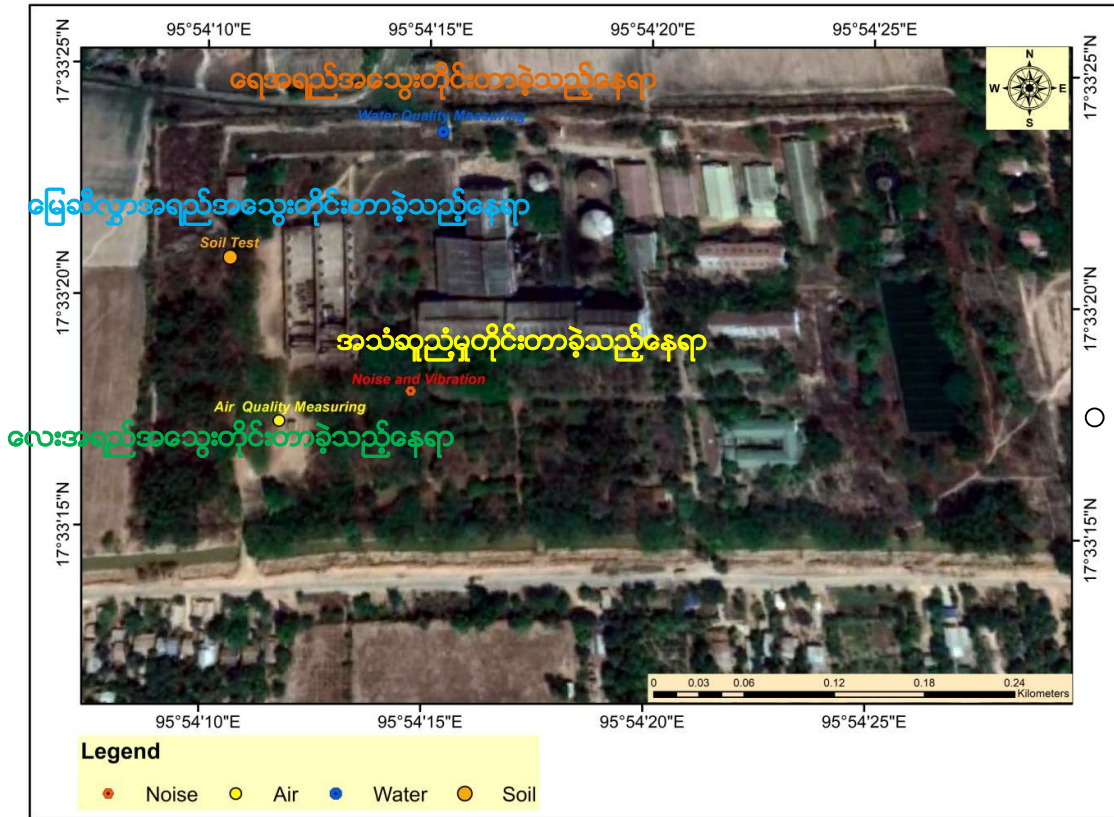 95°54'10"E 95°54'15"E 95°54'20"E 95°54'25"E
17°33'25"N
17°33'25"N
N
W E
S
ရေအရည်အသွေးတိုင်းတာခဲ့သည့်နေရာ
Water Quality Measuring
မြေဆီလွှာအရည်အသွေးတိုင်းတာခဲ့သည့်နေရာ
Soil Test
17°33'20"N
17°33'20"N
အသံဆူညံမှုတိုင်းတာခဲ့သည့်နေရာ
Noise and Vibration
Air Quality Measuring
လေးအရည်အသွေးတိုင်းတာခဲ့သည့်နေရာ
17°33'15"N
17°33'15"N
0 0.03 0.06 0.12 0.18 0.24
Kilometers
95°54'10"E 95°54'15"E 95°54'20"E 95°54'25"E
Legend
Noise Air Water Soil